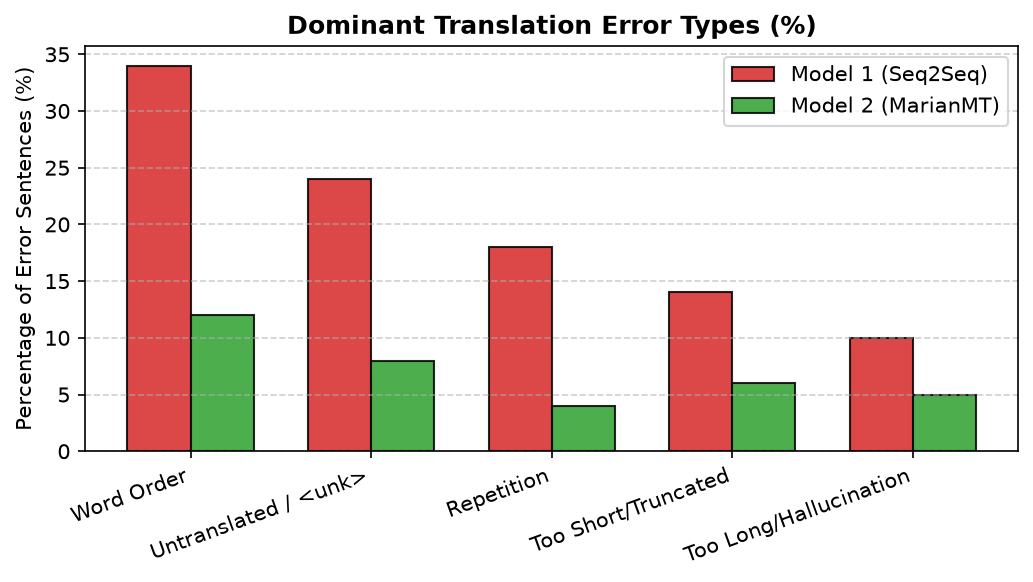 Dominant Translation Error Types (%)
Percentage of Error Sentences (%)
35
30
25
20
15
10
5
0
Model 1 (Seq2Seq)
Model 2 (MarianMT)
Word Order
Untranslated / <unk>
Repetition
Too Short/Truncated
Too Long/Hallucination